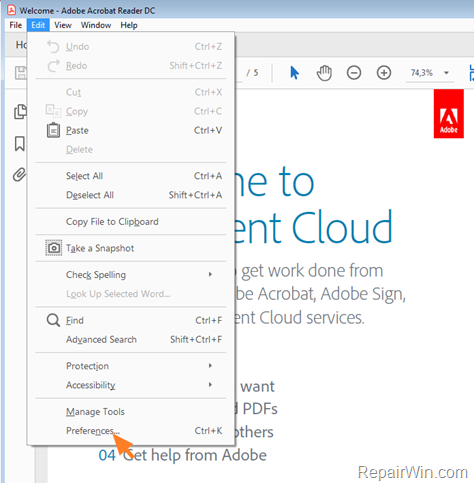 Welcome - Adobe Acrobat Reader DC
File Edit View Window Help
Undo Ctrl+Z
Redo Shift+Ctrl+Z
/ 5 74,3%
Cut Ctrl+X
Copy Ctrl+C
Paste Ctrl+V
Delete
Adobe
Select All Ctrl+A
Deselect All Shift+Ctrl+A
ne to
Copy File to Clipboard
ent Cloud
Take a Snapshot
Check Spelling
to get work done from
Look Up Selected Word...
be Acrobat, Adobe Sign,
Find Ctrl+F
ent Cloud services.
Advanced Search Shift+Ctrl+F
Protection
Accessibility
want
Manage Tools
d PDFs
Preferences... Ctrl+K
others
04 Get help from Adobe
RepairWin.com